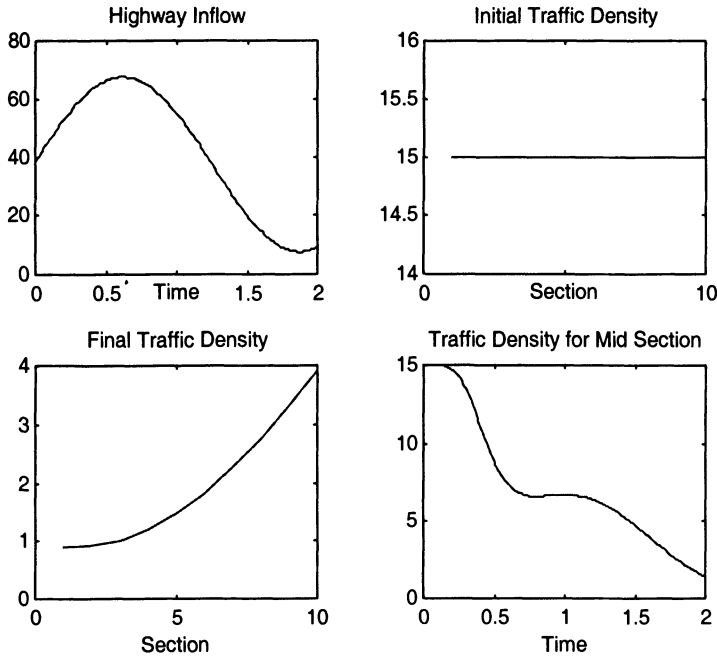 Highway Inflow
80
60
40
20
0
0 0.5 Time 1.5 2
Initial Traffic Density
16
15.5
15
14.5
14
0 Section 10
Final Traffic Density
4
3
2
1
0
0 5 10
Section
Traffic Density for Mid Section
15
10
5
0
0 0.5 1 1.5 2
Time